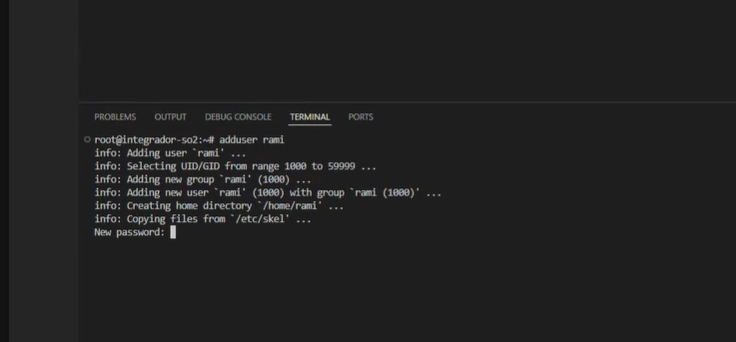 PROBLEMS OUTPUT DEBUG CONSOLE TERMINAL PORTS
root@integrador-so2:~# adduser rami
info: Adding user `rami' ...
info: Selecting UID/GID from range 1000 to 59999 ...
info: Adding new group `rami' (1000) ...
info: Adding new user `rami' (1000) with group `rami (1000)' ...
info: Creating home directory `/home/rami' ...
info: Copying files from `/etc/skel' ...
New password: